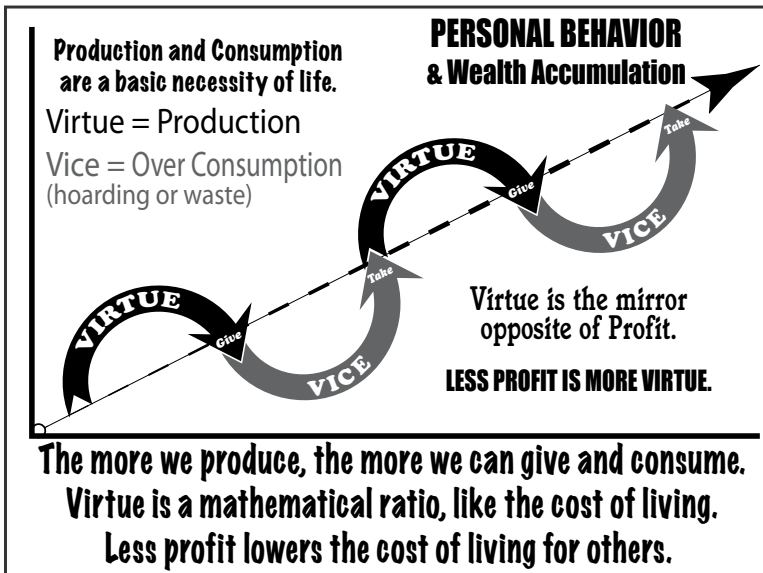 PERSONAL BEHAVIOR
& Wealth Accumulation
Production and Consumption
are a basic necessity of life.
Virtue = Production
Vice = Over Consumption
(hoarding or waste)
VIRTUE
Give
VICE
Take
VIRTUE
Give
VICE
Take
Virtue is the mirror
opposite of Profit.
LESS PROFIT IS MORE VIRTUE.
The more we produce, the more we can give and consume.
Virtue is a mathematical ratio, like the cost of living.
Less profit lowers the cost of living for others.